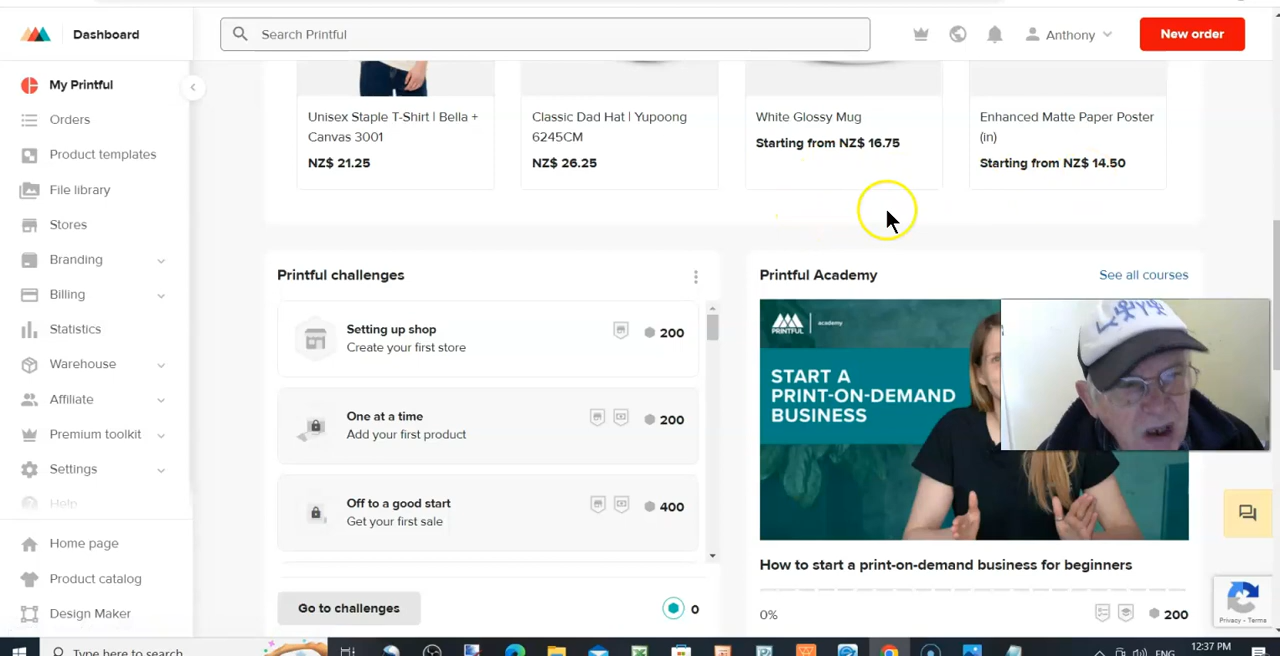 Dashboard
Search Printful
Anthony
New order
My Printful
Orders
Product templates
File library
Stores
Branding
Billing
Statistics
Warehouse
Affiliate
Premium toolkit
Settings
Help
Home page
Product catalog
Design Maker
Unisex Staple T-Shirt | Bella +
Canvas 3001
NZ$ 21.25
Classic Dad Hat | Yupoong
6245CM
NZ$ 26.25
White Glossy Mug
Starting from NZ$ 16.75
Enhanced Matte Paper Poster
(in)
Starting from NZ$ 14.50
Printful challenges
Setting up shop
Create your first store
200
One at a time
Add your first product
200
Off to a good start
Get your first sale
400
Go to challenges
0
Printful Academy
See all courses
PRINTFUL
academy
START A
PRINT-ON-DEMAND
BUSINESS
How to start a print-on-demand business for beginners
0%
200
Privacy - Terms
Type here to search
ENG
12:37 PM